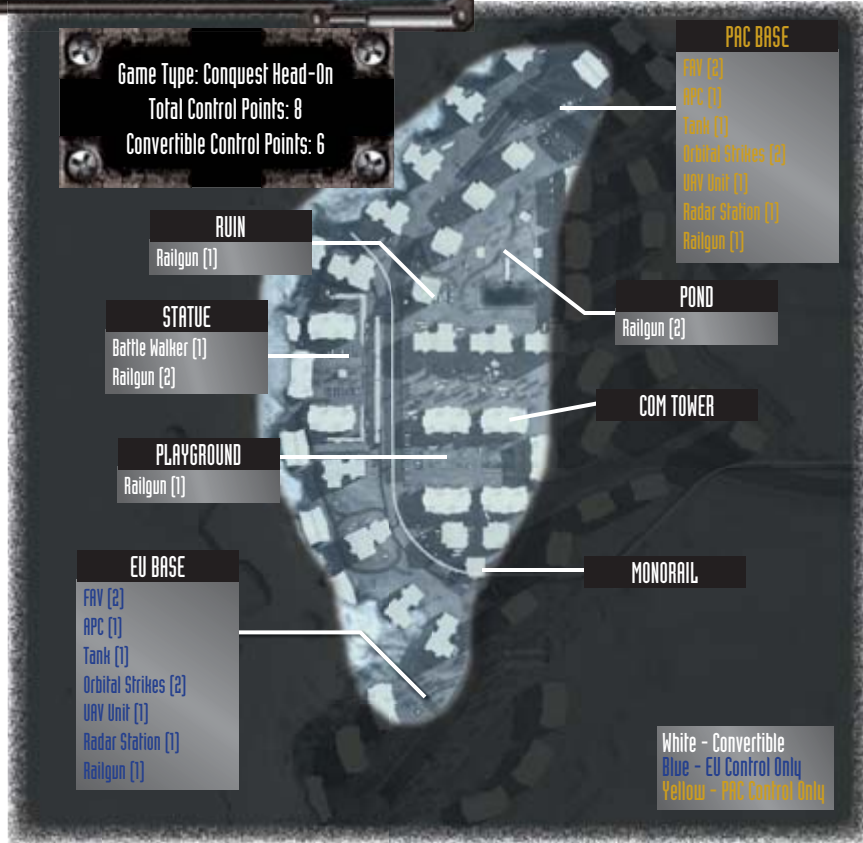 Game Type: Conquest Head-On
Total Control Points: 8
Convertible Control Points: 6
PAC BASE
FAV (2)
APC (1)
Tank (1)
Orbital Strikes (2)
UAV Unit (1)
Radar Station (1)
Railgun (1)
RUIN
Railgun (1)
POND
Railgun (2)
STATUE
Battle Walker (1)
Railgun (2)
COM TOWER
PLAYGROUND
Railgun (1)
EU BASE
FAV (2)
APC (1)
Tank (1)
Orbital Strikes (2)
UAV Unit (1)
Radar Station (1)
Railgun (1)
MONORAIL
White - Convertible
Blue - EU Control Only
Yellow - PAC Control Only